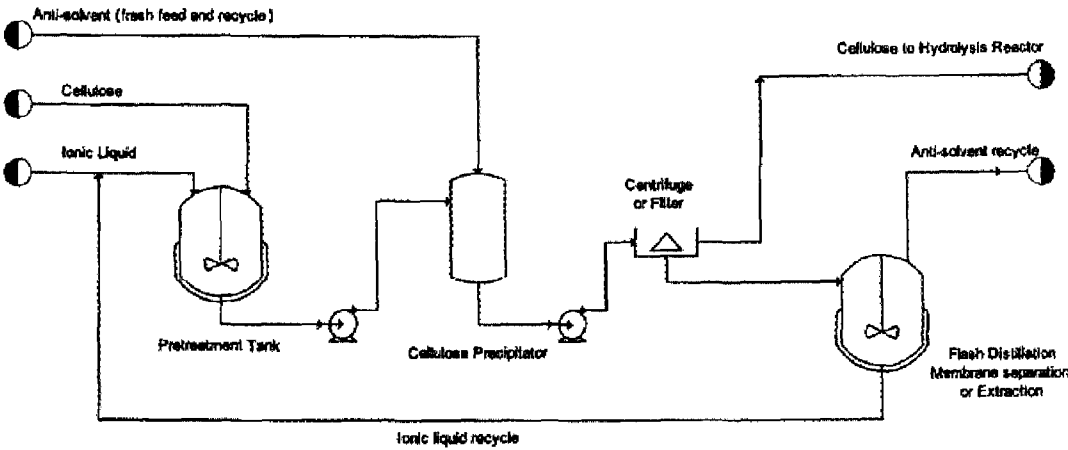 Anti-solvent (fresh feed and recycle)
Cellulose to Hydrolysis Reactor
Cellulose
Ionic Liquid
Anti-solvent recycle
Centrifuge
or Filter
Pretreatment Tank
Cellulose Precipitator
Flash Distillation
Membrane separation
or Extraction
Ionic liquid recycle